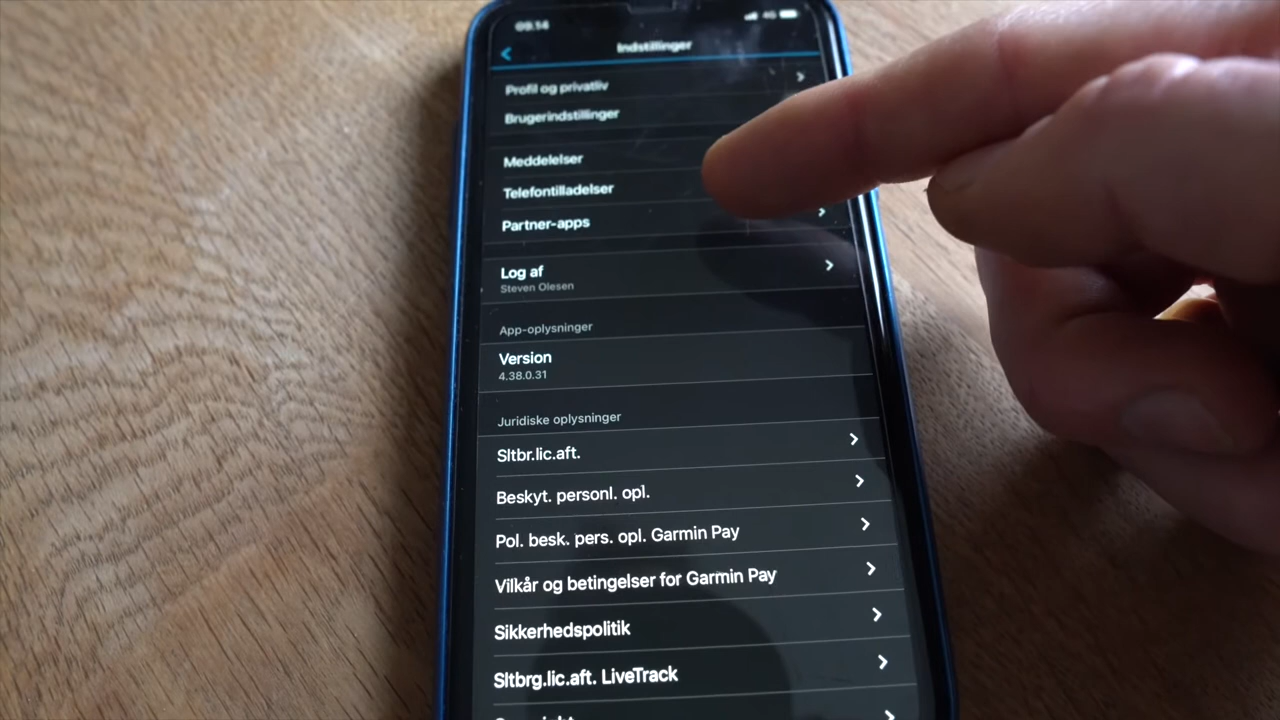 09.14
4G
Indstillinger
Profil og privatliv
Brugerindstillinger
Meddelelser
Telefontilladelser
Partner-apps
Log af
Steven Olesen
App-oplysninger
Version
4.38.0.31
Juridiske oplysninger
Sltbr.lic.aft.
Beskyt. personl. opl.
Pol. besk. pers. opl. Garmin Pay
Vilkår og betingelser for Garmin Pay
Sikkerhedspolitik
Sltbrg.lic.aft. LiveTrack